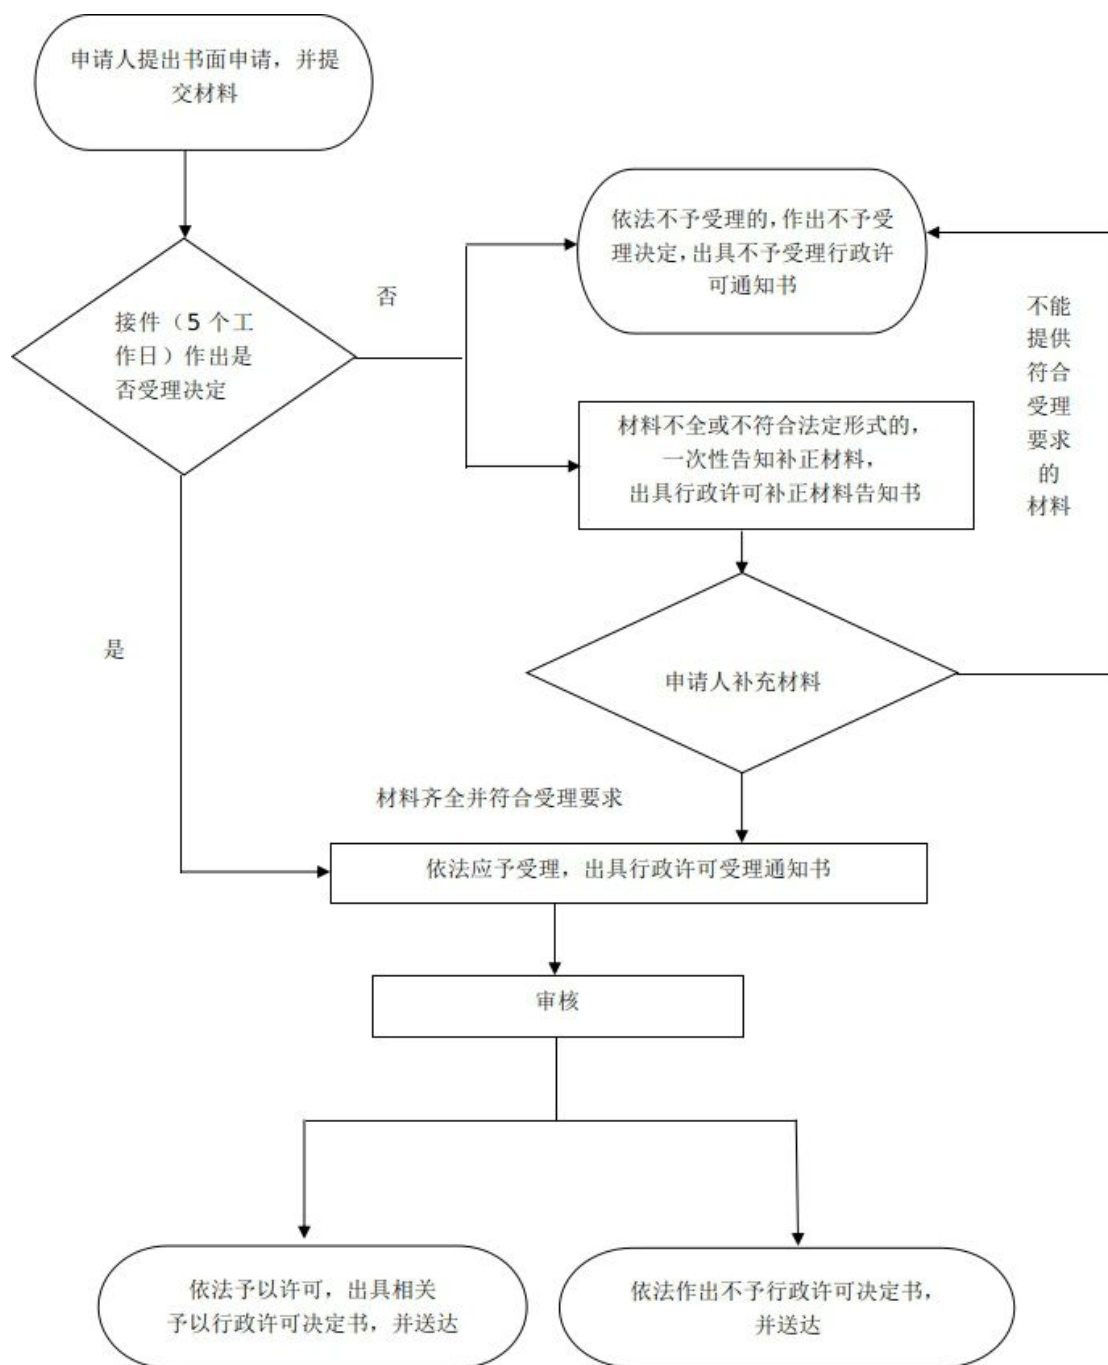 申请人提出书面申请，并提
交材料
依法不予受理的，作出不予受
理决定，出具不予受理行政许
可通知书
否
接件（5 个工
作日）作出是
否受理决定
不能
提供
符合
受理
要求
的
材料
材料不全或不符合法定形式的，
一次性告知补正材料，
出具行政许可补正材料告知书
是
申请人补充材料
材料齐全并符合受理要求
依法应予受理，出具行政许可受理通知书
审核
依法予以许可，出具相关
予以行政许可决定书，并送达
依法作出不予行政许可决定书，
并送达